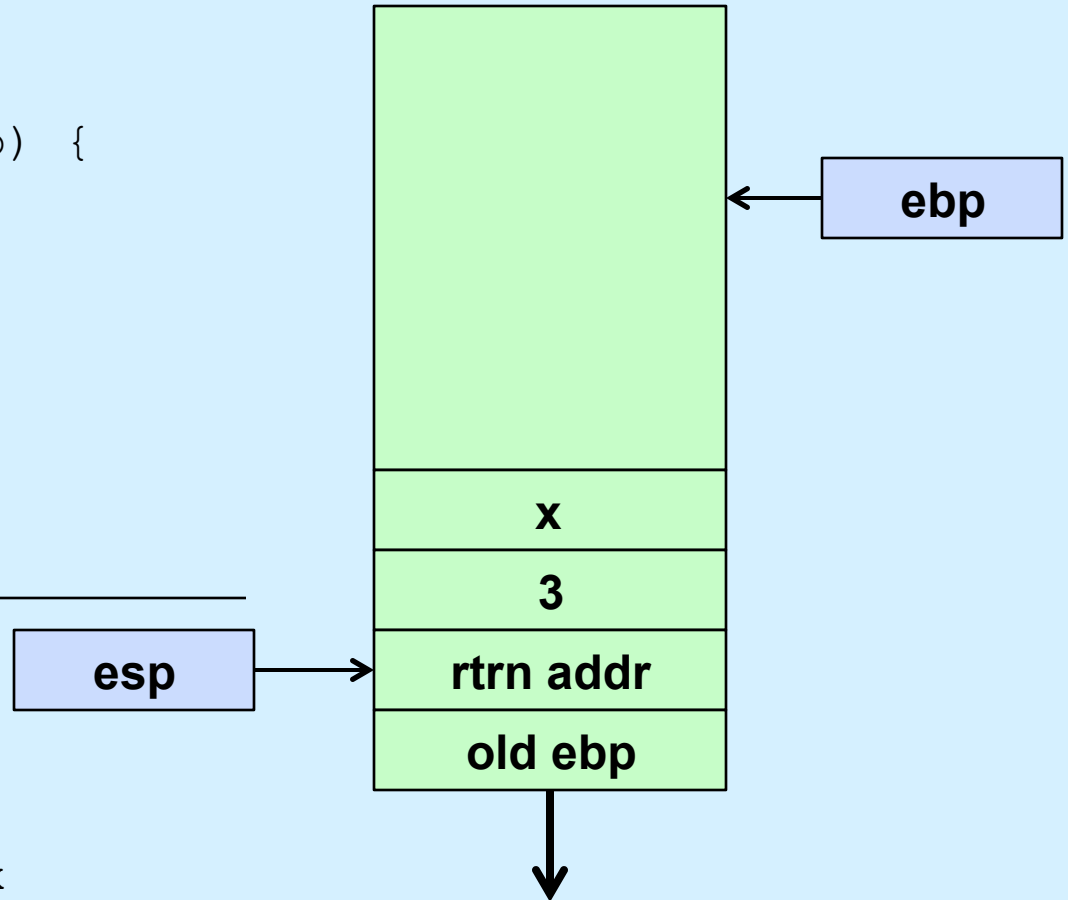 ) {
ebp
x
3
esp
rtrn addr
old ebp